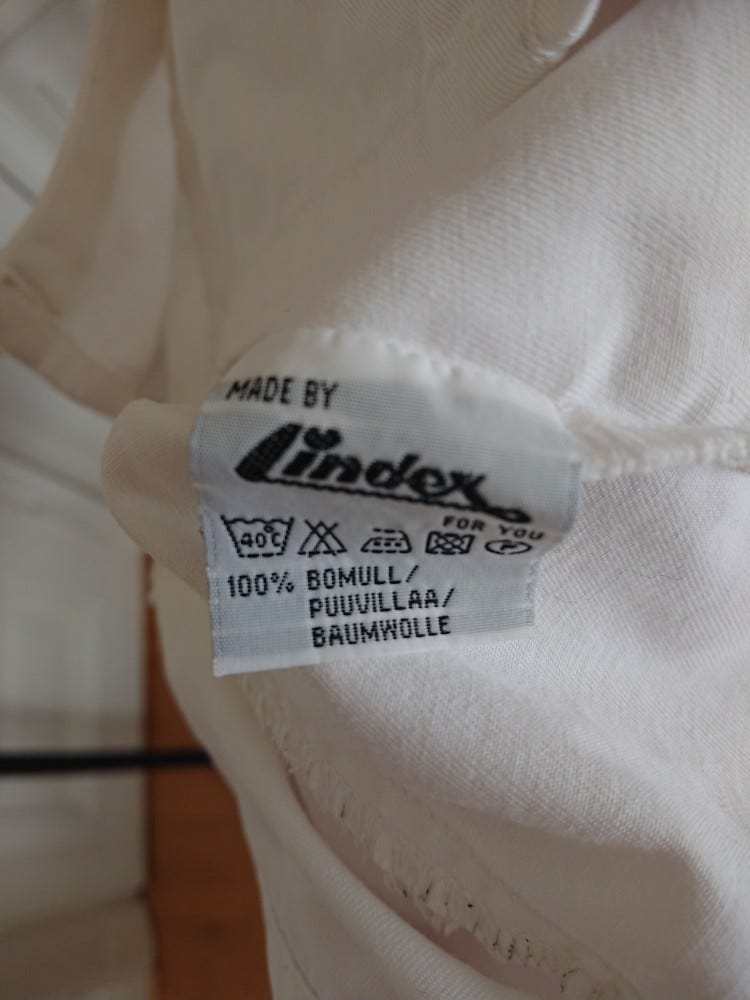 MADE BY
Lindex
FOR YOU
40°C
P
100% BOMULL/
PUUVILLAA/
BAUMWOLLE